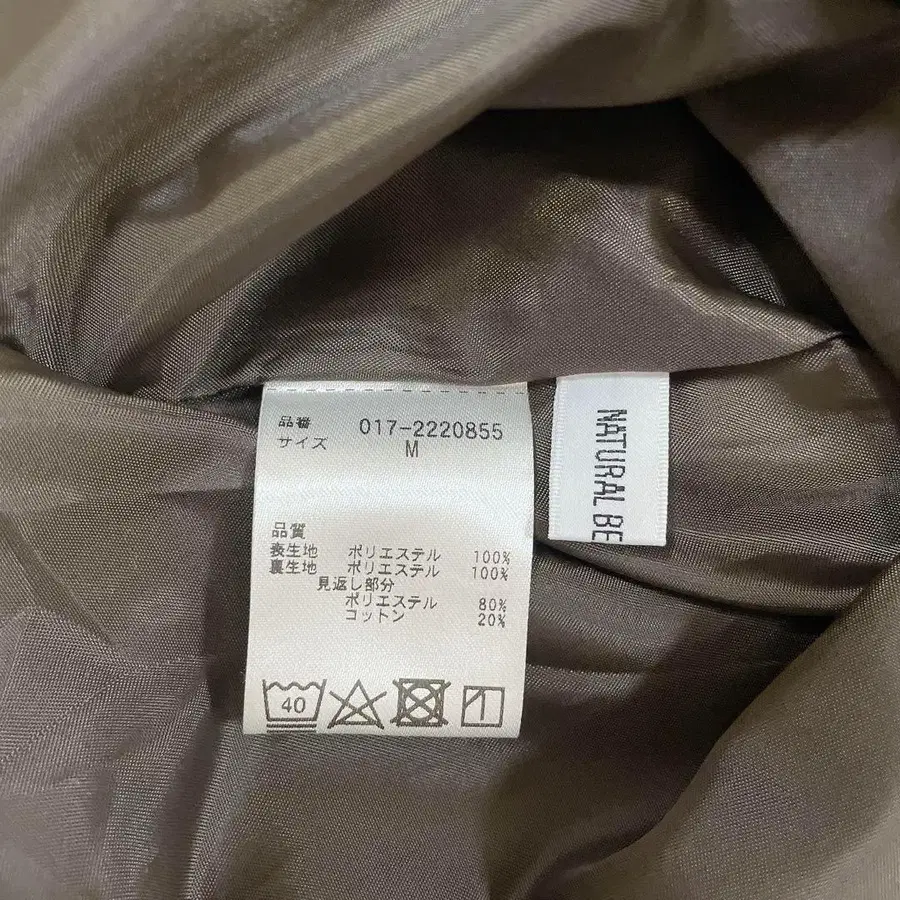 品番 017-2220855
サイズ M
品質
表生地 ポリエステル 100%
裏生地 ポリエステル 100%
見返し部分
ポリエステル 80%
コットン 20%
40
NATURAL BE